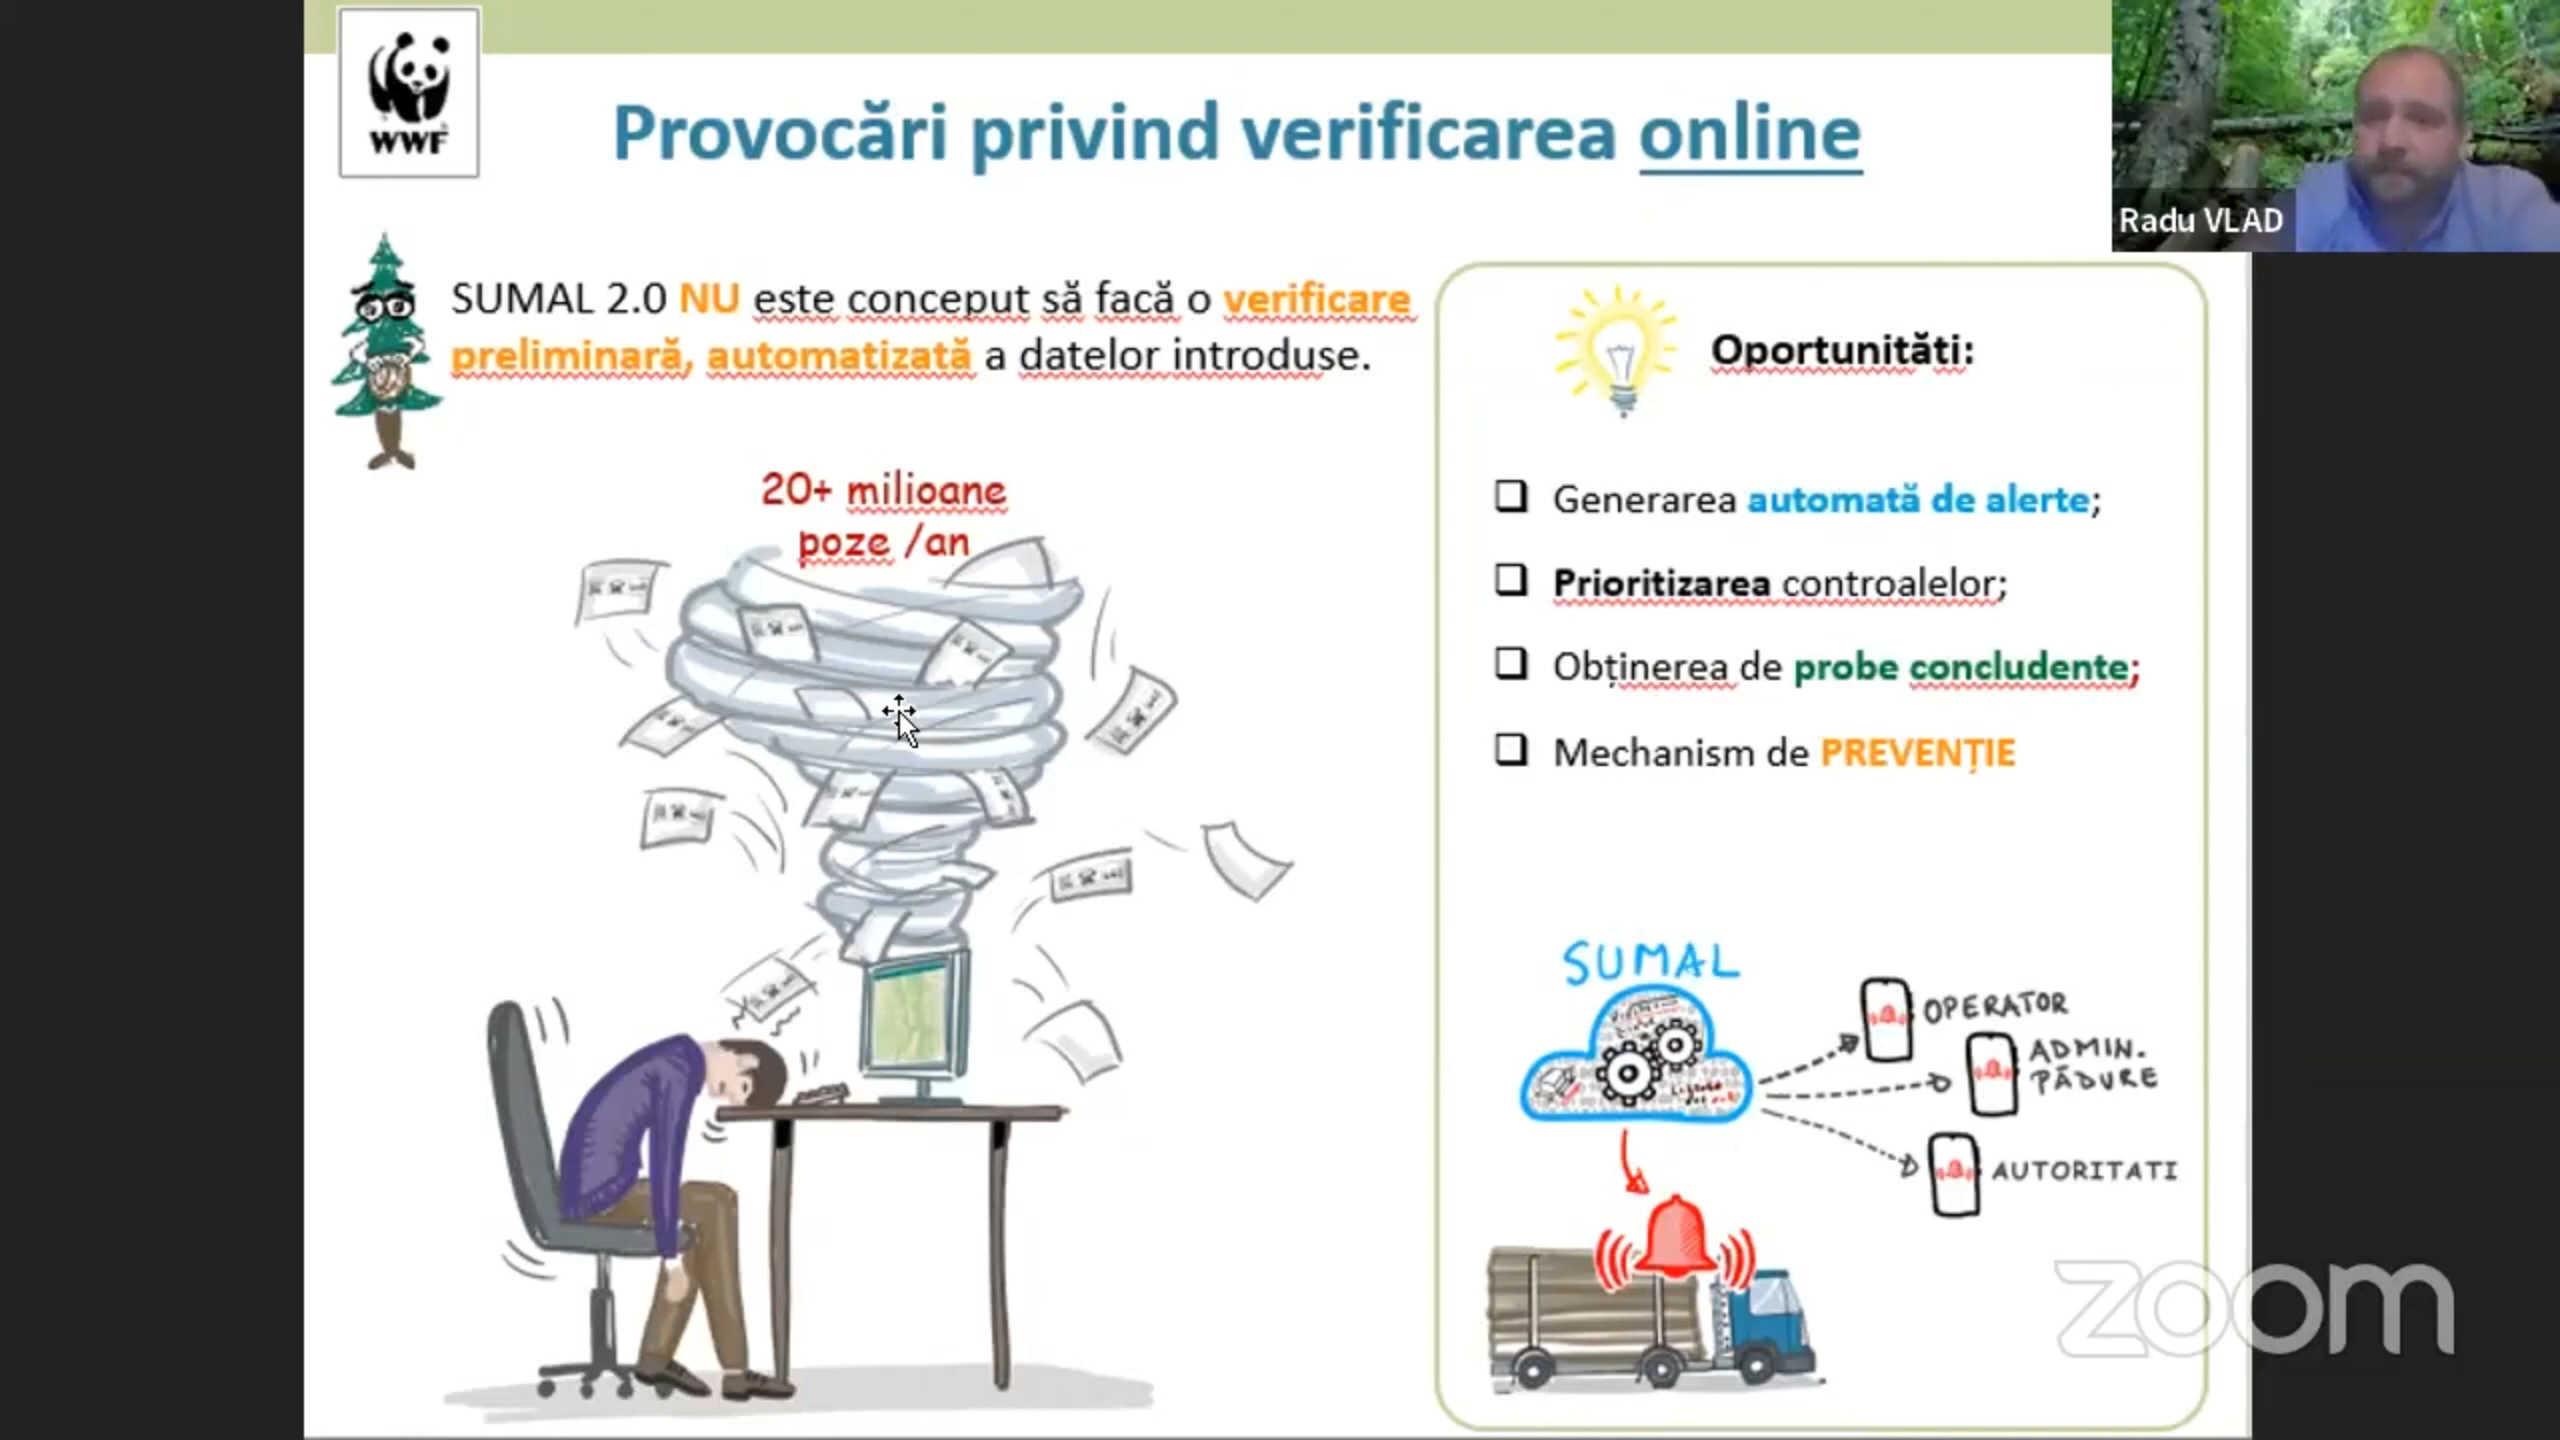 WWF
Provocări privind verificarea online
Radu VLAD
SUMAL 2.0 NU este conceput să facă o verificare
preliminară, automatizată a datelor introduse.
20+ milioane
poze /an
Oportunităti:
Generarea automată de alerte;
Prioritizarea controalelor;
Obținerea de probe concludente;
Mechanism de PREVENȚIE
SUMAL
OPERATOR
ADMIN.
PĂDURE
AUTORITATI
zoom